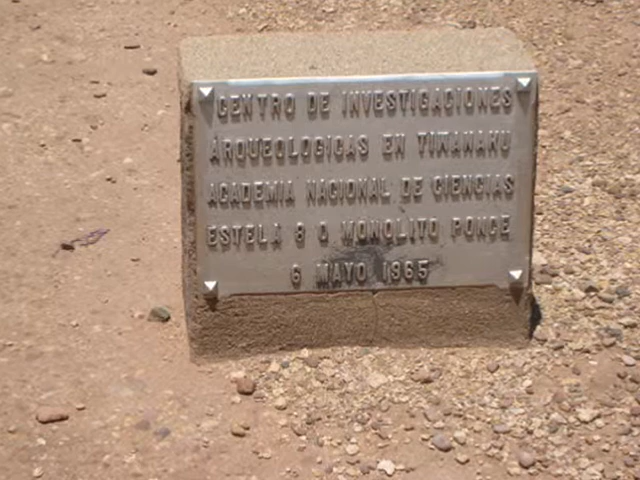 CENTRO DE INVESTIGACIONES
ARQUEOLOGICAS EN TIWANAKU
ACADEMIA NACIONAL DE CIENCIAS
ESTELA 8 O MONOLITO PONCE
6 MAYO 1965